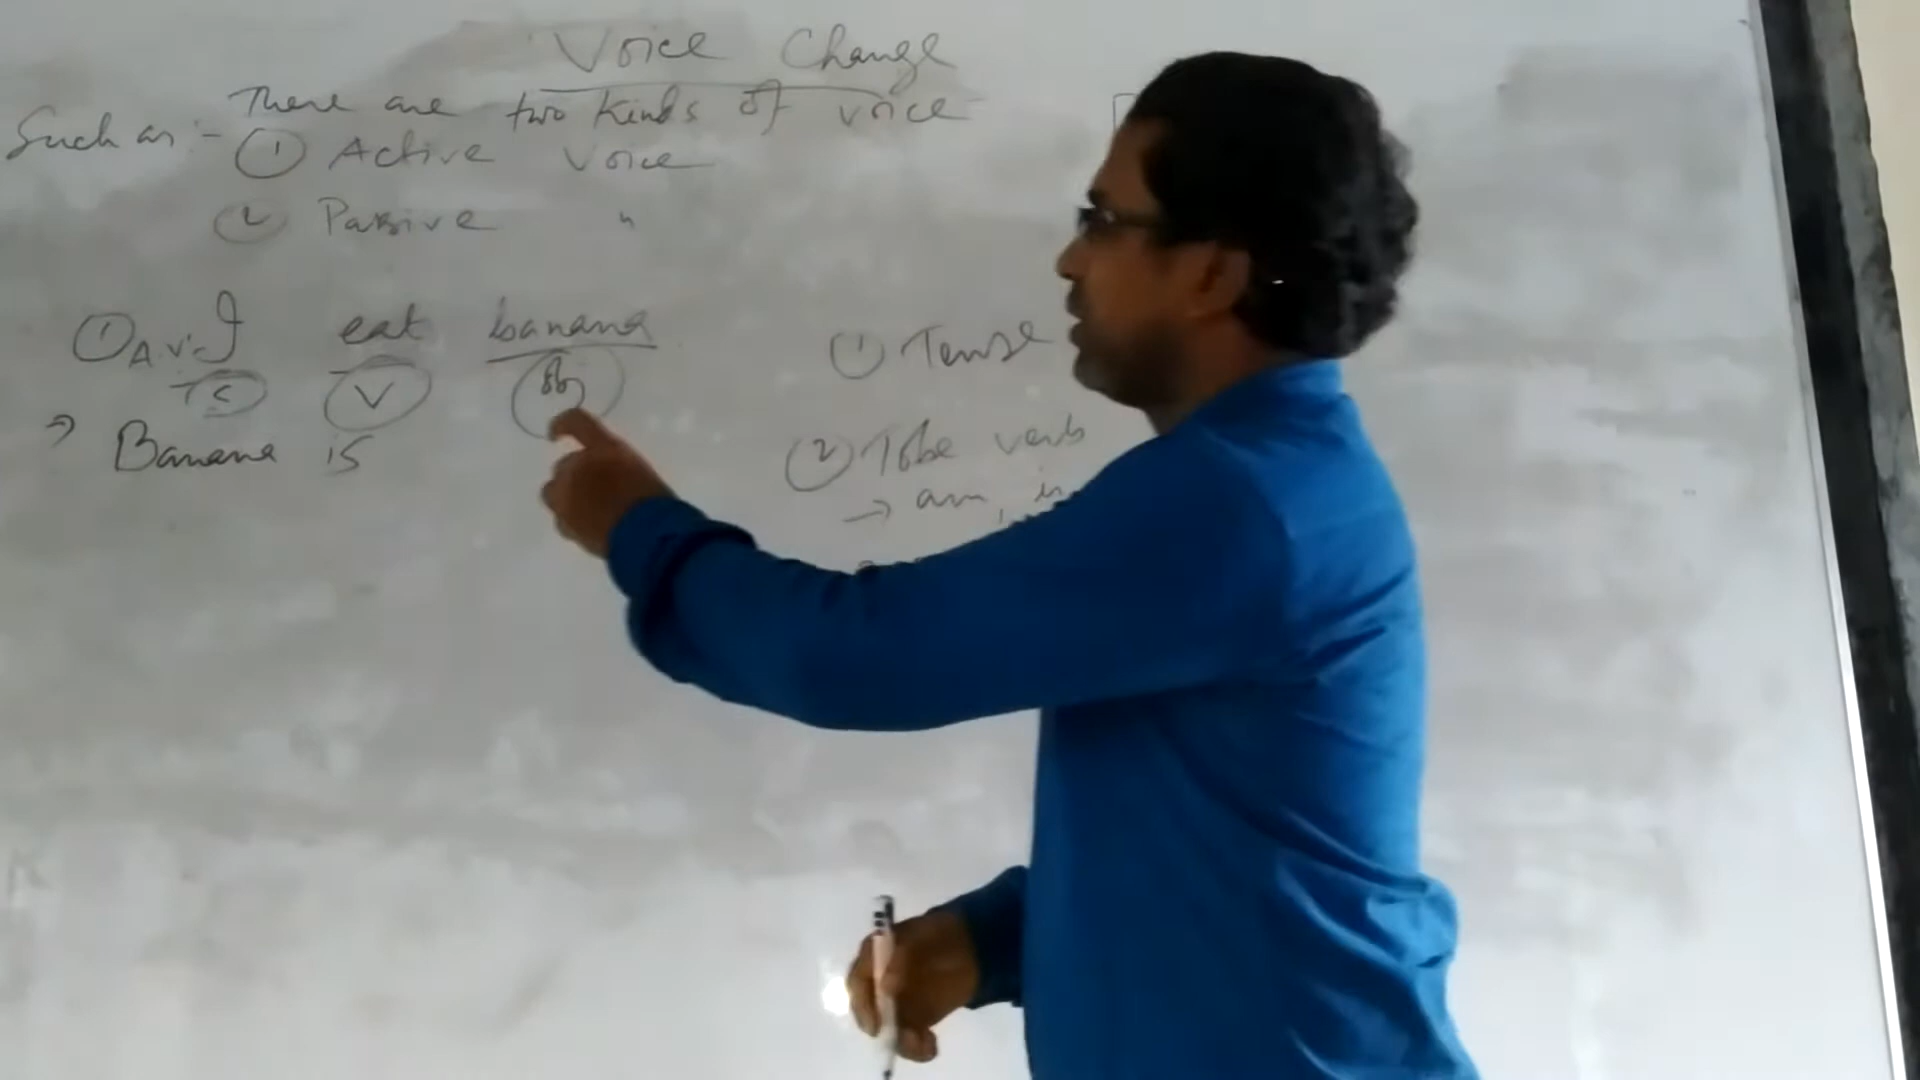 Voice Change
There are two kinds of voice
Such as :- ① Active Voice
② Passive "
① A.V:- I eat banana
S V Obj
→ Banana is
① Tense
② Tobe verb
→ am is